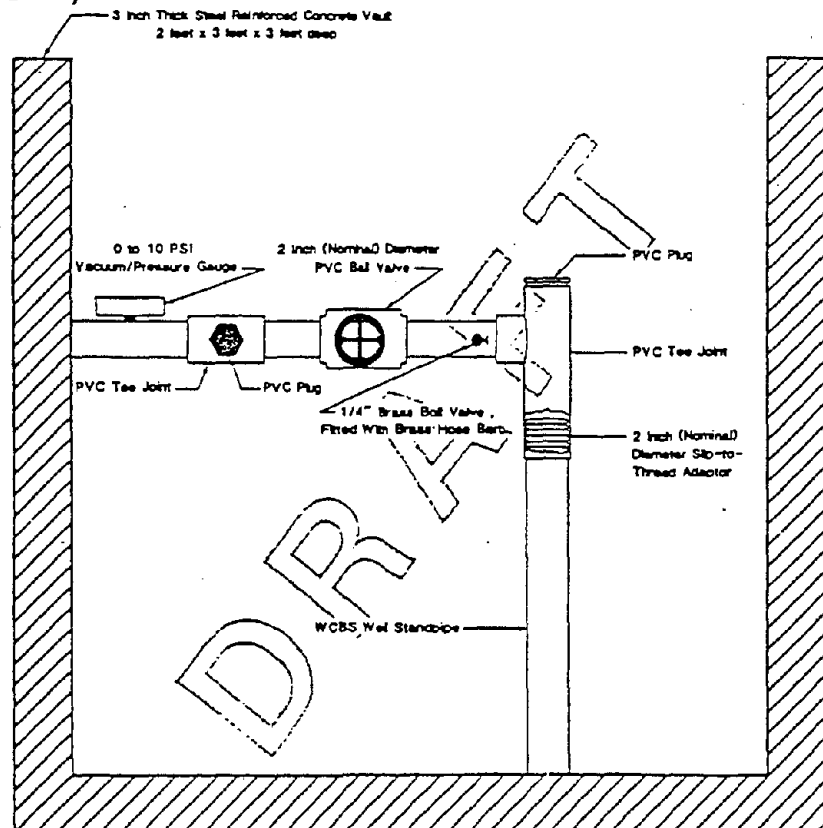 3 Inch Thick Steel Reinforced Concrete Vault
2 feet x 3 feet x 3 feet deep
0 to 10 PSI
Vacuum/Pressure Gauge
2 Inch (Nominal) Diameter
PVC Ball Valve
PVC Plug
PVC Tee Joint
PVC Tee Joint
PVC Plug
1/4" Brass Ball Valve,
Fitted With Brass Hose Barb
2 Inch (Nominal)
Diameter Slip-to-
Thread Adaptor
WCBS Well Standpipe
DRAFT